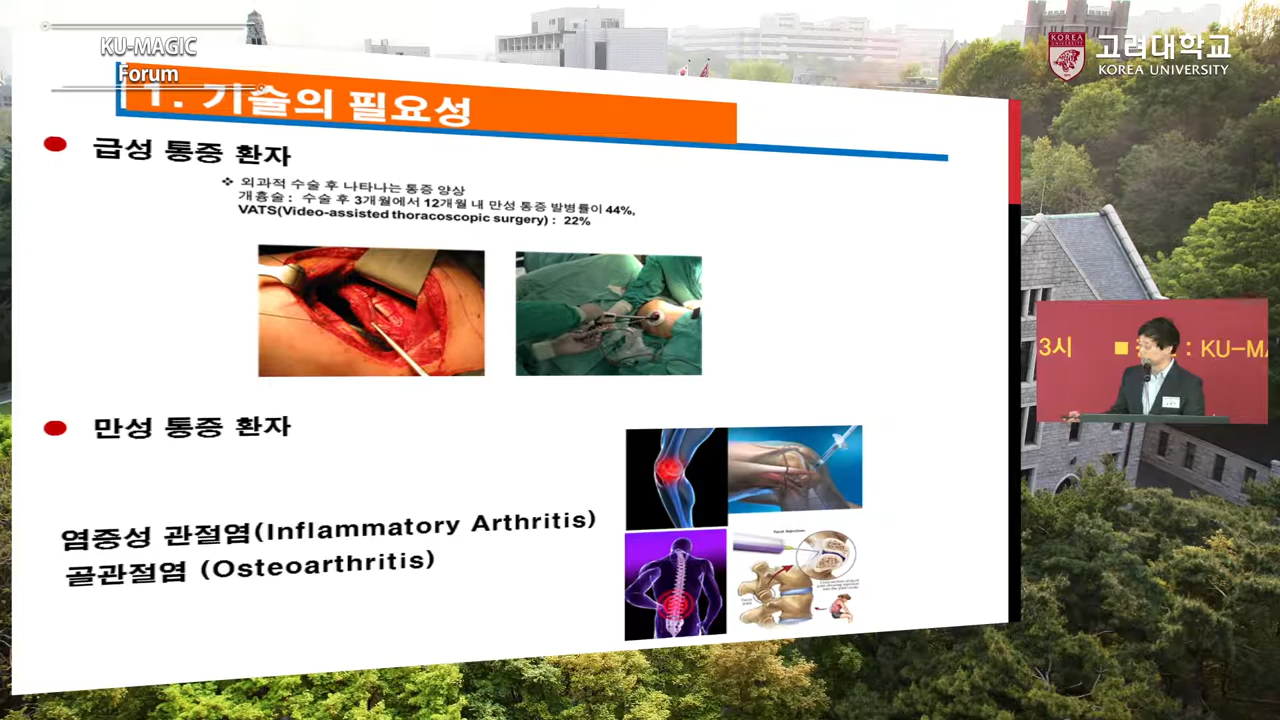 KU-MAGIC
Forum
고려대학교
KOREA UNIVERSITY
KOREA
1. 기술의 필요성
급성 통증 환자
❖ 외과적 수술 후 나타나는 통증 양상
개흉술 : 수술 후 3개월에서 12개월 내 만성 통증 발병률이 44%,
VATS(Video-assisted thoracoscopic surgery) : 22%
3시
■
: KU-MA
만성 통증 환자
염증성 관절염(Inflammatory Arthritis)
골관절염 (Osteoarthritis)
Facet Injection